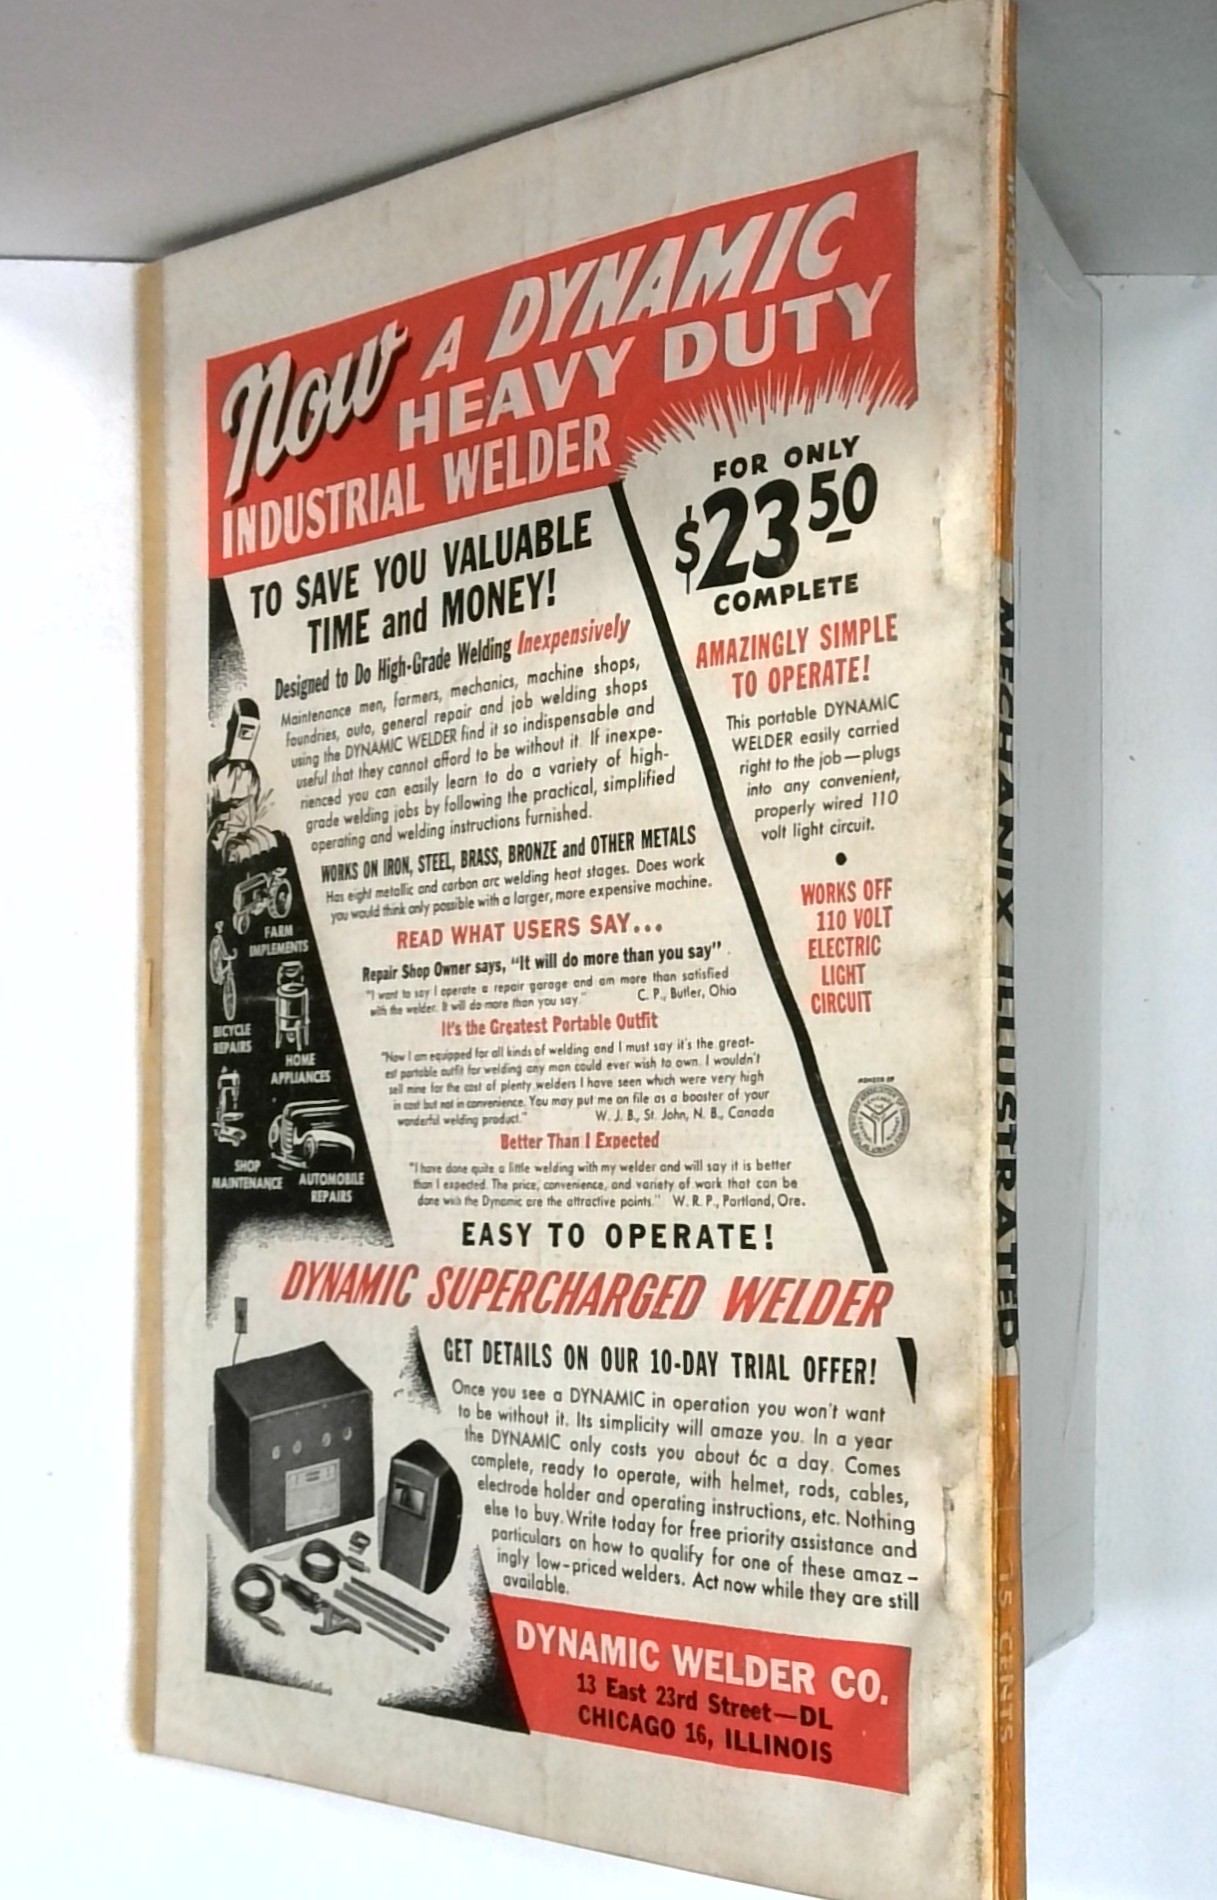 Now A DYNAMIC
HEAVY DUTY
INDUSTRIAL WELDER
TO SAVE YOU VALUABLE
TIME and MONEY!
Designed to Do High-Grade Welding Inexpensively
Maintenance men, farmers, mechanics, machine shops,
foundries, auto, general repair and job welding shops
using the DYNAMIC WELDER find it so indispensable and
useful that they cannot afford to be without it. If inexpe-
rienced you can easily learn to do a variety of high-
grade welding jobs by following the practical, simplified
operating and welding instructions furnished.
WORKS ON IRON, STEEL, BRASS, BRONZE and OTHER METALS
Has eight metallic and carbon arc welding heat stages. Does work
you would think only possible with a larger, more expensive machine.
READ WHAT USERS SAY...
Repair Shop Owner says, "It will do more than you say".
"I want to say I operate a repair garage and am more than satisfied
with the welder. It will do more than you say." C. P., Butler, Ohio
It's the Greatest Portable Outfit
"Now I am equipped for all kinds of welding and I must say it's the great-
est portable outfit for welding any man could ever wish to own. I wouldn't
sell mine for the cost of plenty welders I have seen which were very high
in cost but not in convenience. You may put me on file as a booster of your
wonderful welding product." W. J. B., St. John, N. B., Canada
Better Than I Expected
"I have done quite a little welding with my welder and will say it is better
than I expected. The price, convenience, and variety of work that can be
done with the Dynamic are the attractive points." W. R. P., Portland, Ore.
EASY TO OPERATE!
FOR ONLY
$23 50
COMPLETE
AMAZINGLY SIMPLE
TO OPERATE!
This portable DYNAMIC
WELDER easily carried
right to the job—plugs
into any convenient,
properly wired 110
volt light circuit.
WORKS OFF
110 VOLT
ELECTRIC
LIGHT
CIRCUIT
MEMBER OF
FARM
IMPLEMENTS
BICYCLE
REPAIRS
HOME
APPLIANCES
SHOP
MAINTENANCE
AUTOMOBILE
REPAIRS
DYNAMIC SUPERCHARGED WELDER
GET DETAILS ON OUR 10-DAY TRIAL OFFER!
Once you see a DYNAMIC in operation you won't want
to be without it. Its simplicity will amaze you. In a year
the DYNAMIC only costs you about 6c a day. Comes
complete, ready to operate, with helmet, rods, cables,
electrode holder and operating instructions, etc. Nothing
else to buy. Write today for free priority assistance and
particulars on how to qualify for one of these amaz-
ingly low-priced welders. Act now while they are still
available.
DYNAMIC WELDER CO.
13 East 23rd Street—DL
CHICAGO 16, ILLINOIS
MECHANIX ILLUSTRATED
15 CENTS